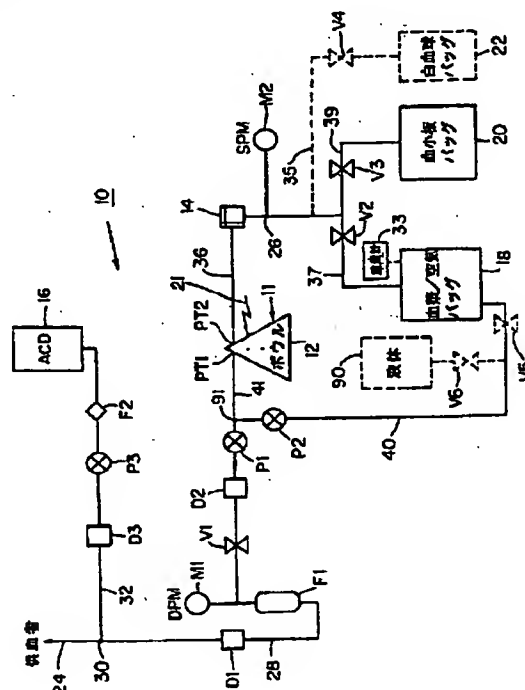 10
16
ACD
F2
P3
D3
32
供血者
24
30
D1
28
DPM
M1
F1
V1
D2
P1
91
41
P2
PT1
PT2
21
11
ボウル
12
36
14
SPM
M2
26
35
V4
白血球
バッグ
22
39
V3
血小板
バッグ
20
V2
33
37
血漿/空気
バッグ
18
90
液体
V6
V5
40